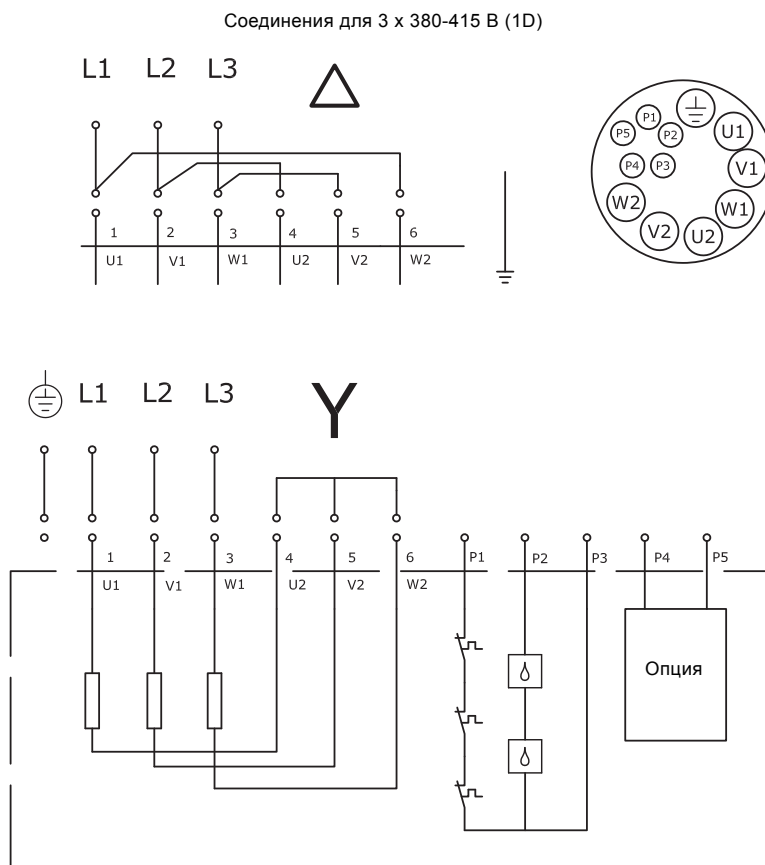 Соединения для 3 x 380-415 В (1D)
L1 L2 L3
P1 P5 P2 U1
P4 P3 V1
W2 W1
V2 U2
1 2 3 4 5 6
U1 V1 W1 U2 V2 W2
L1 L2 L3 Y
1 2 3 4 5 6 P1 P2 P3 P4 P5
U1 V1 W1 U2 V2 W2
Опция